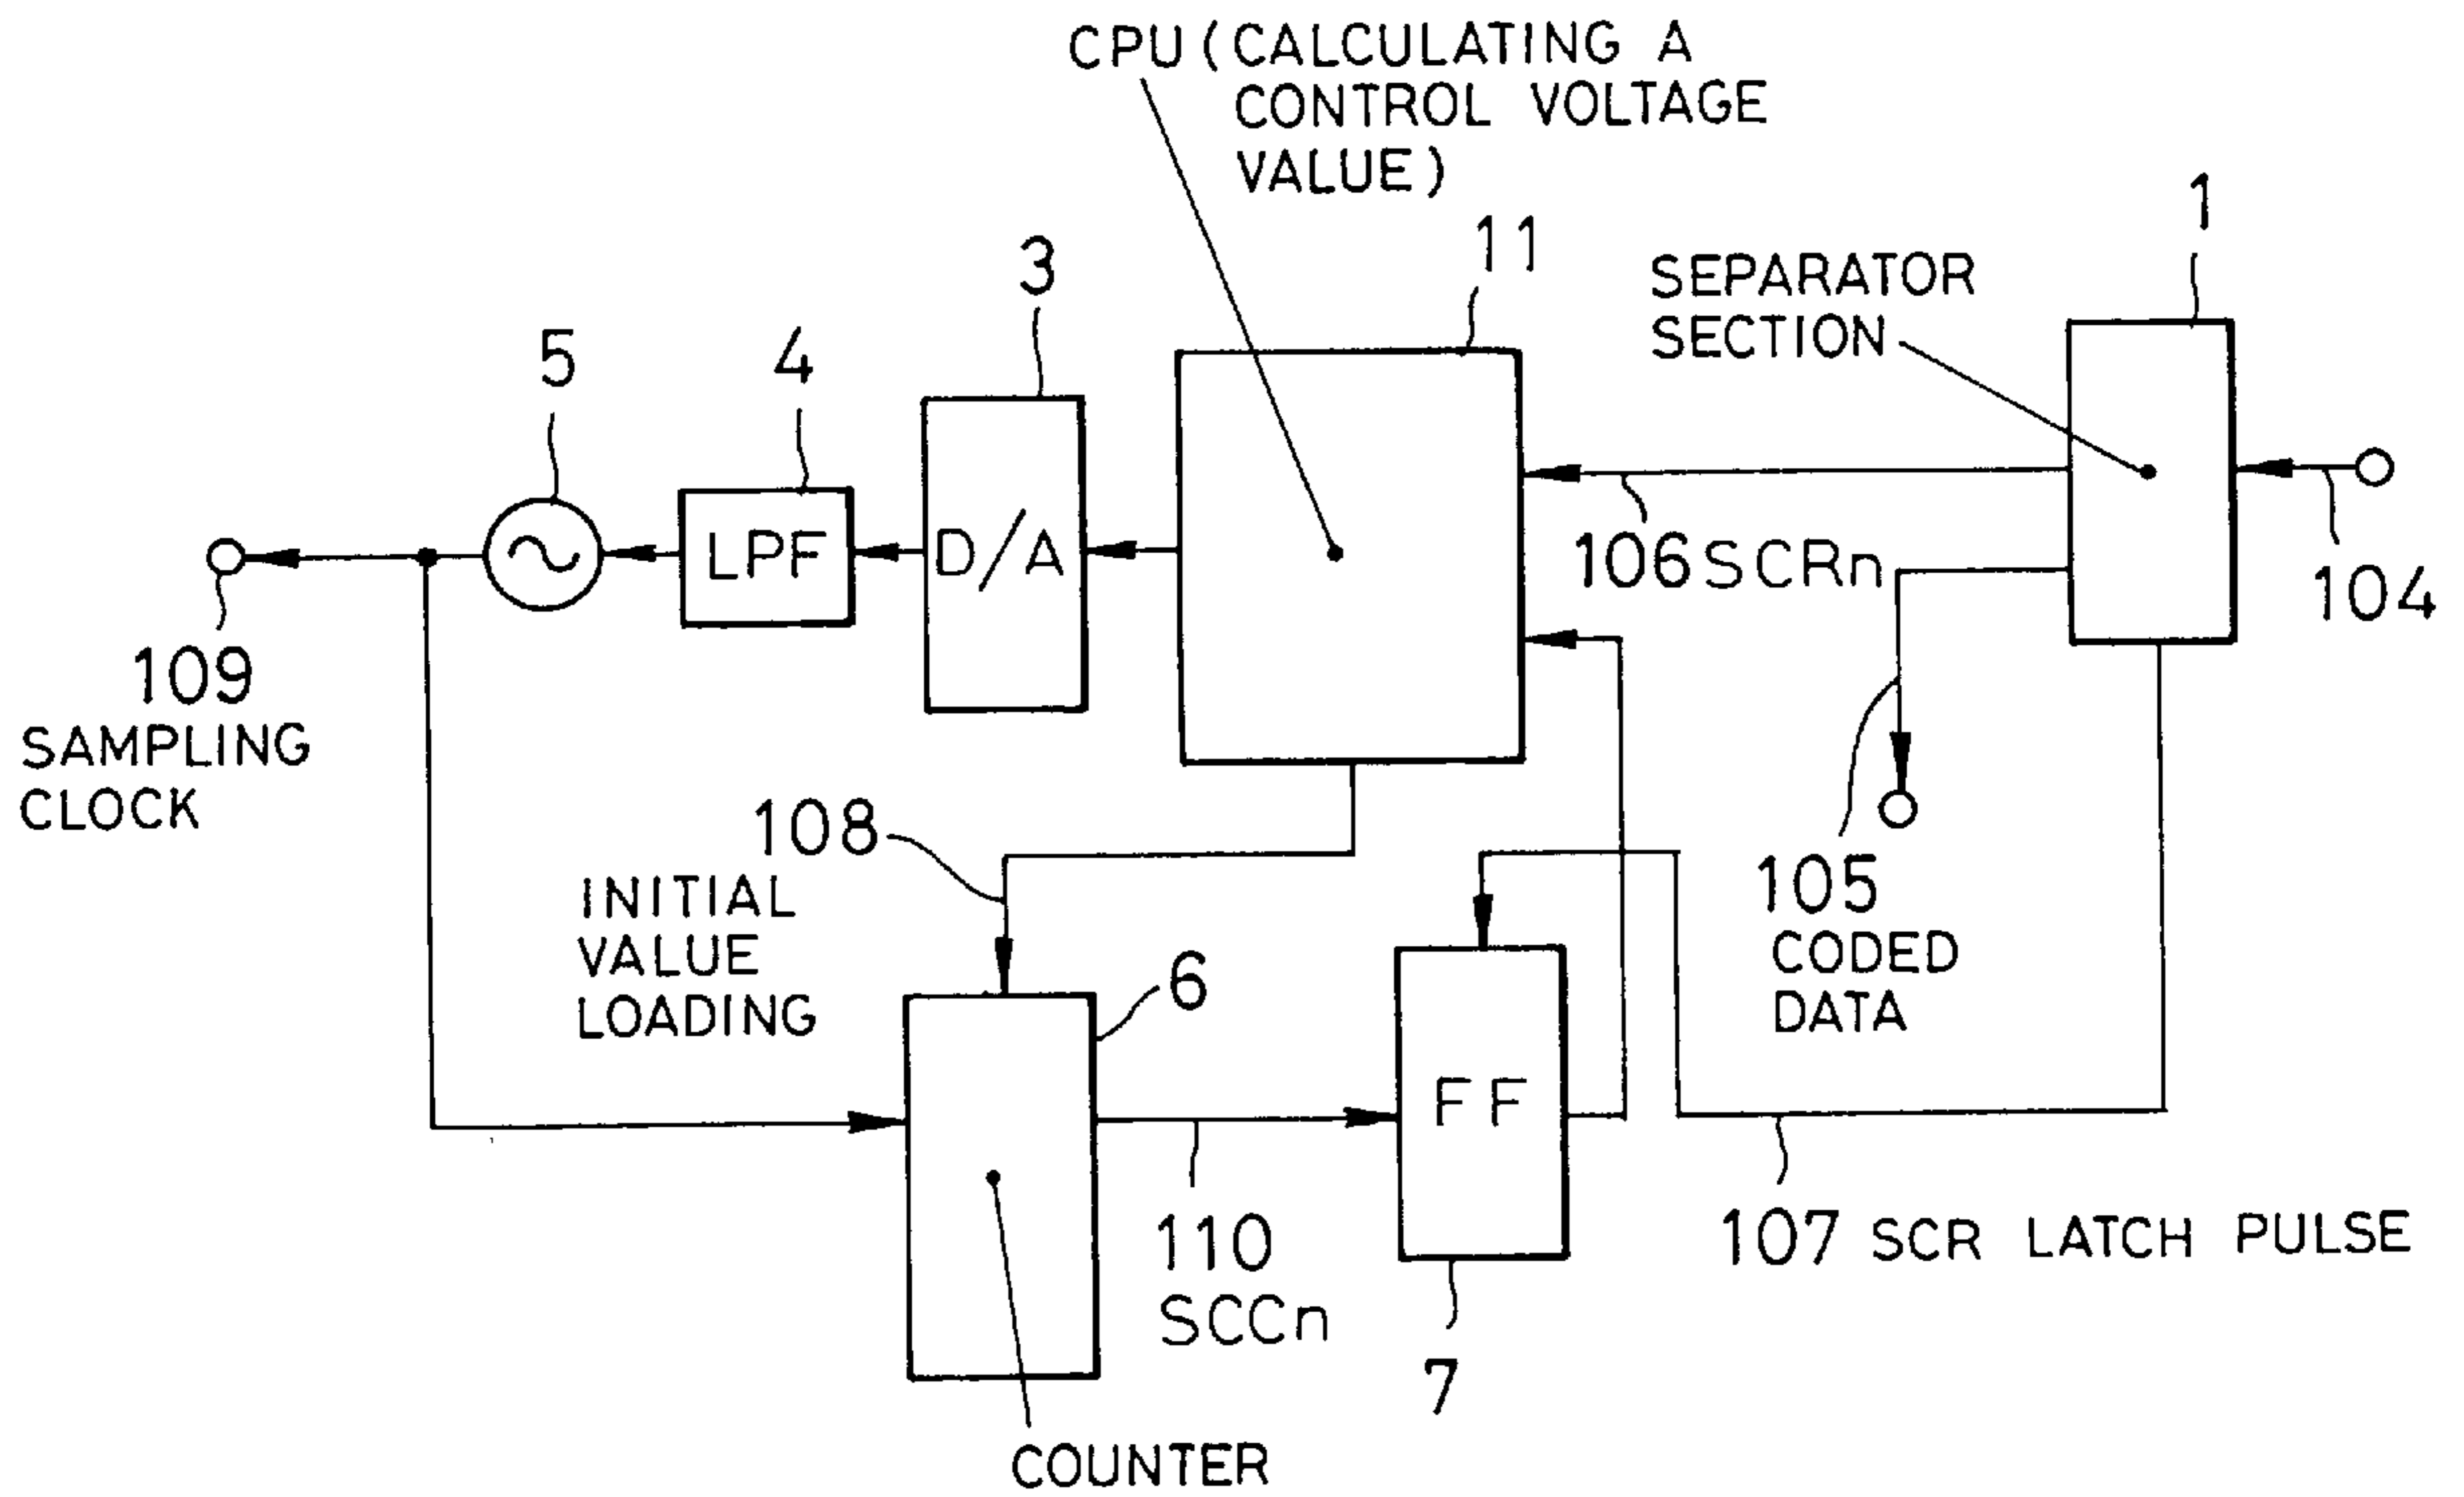 CPU (CALCULATING A
CONTROL VOLTAGE
VALUE)
1
11
3
SEPARATOR
SECTION
5
4
LPF
D/A
106 SCRn
104
109
SAMPLING
CLOCK
108
INITIAL
VALUE
LOADING
105
CODED
DATA
6
FF
110
SCCn
107 SCR LATCH PULSE
7
COUNTER